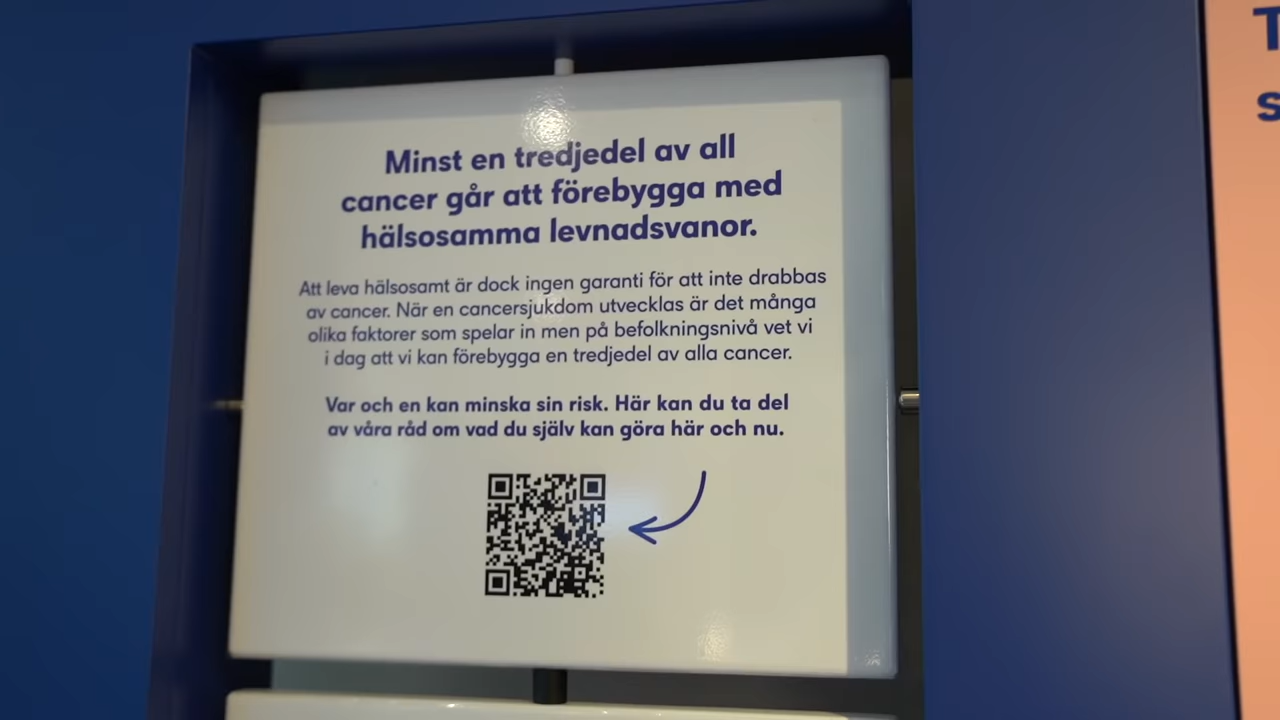 Minst en tredjedel av all
cancer går att förebygga med
hälsosamma levnadsvanor.
Att leva hälsosamt är dock ingen garanti för att inte drabbas
av cancer. När en cancersjukdom utvecklas är det många
olika faktorer som spelar in men på befolkningsnivå vet vi
i dag att vi kan förebygga en tredjedel av alla cancer.
Var och en kan minska sin risk. Här kan du ta del
av våra råd om vad du själv kan göra här och nu.